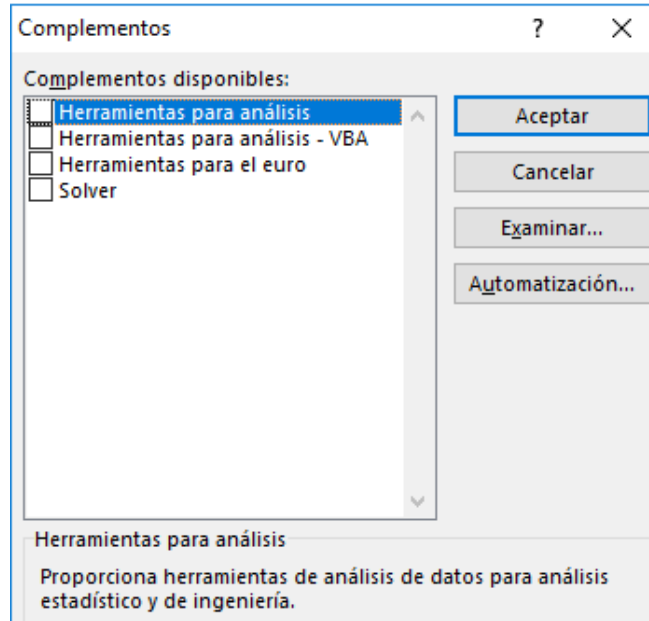 Complementos
Complementos disponibles:
Herramientas para análisis
Herramientas para análisis - VBA
Herramientas para el euro
Solver
Aceptar
Cancelar
Examinar...
Automatización...
Herramientas para análisis
Proporciona herramientas de análisis de datos para análisis
estadístico y de ingeniería.